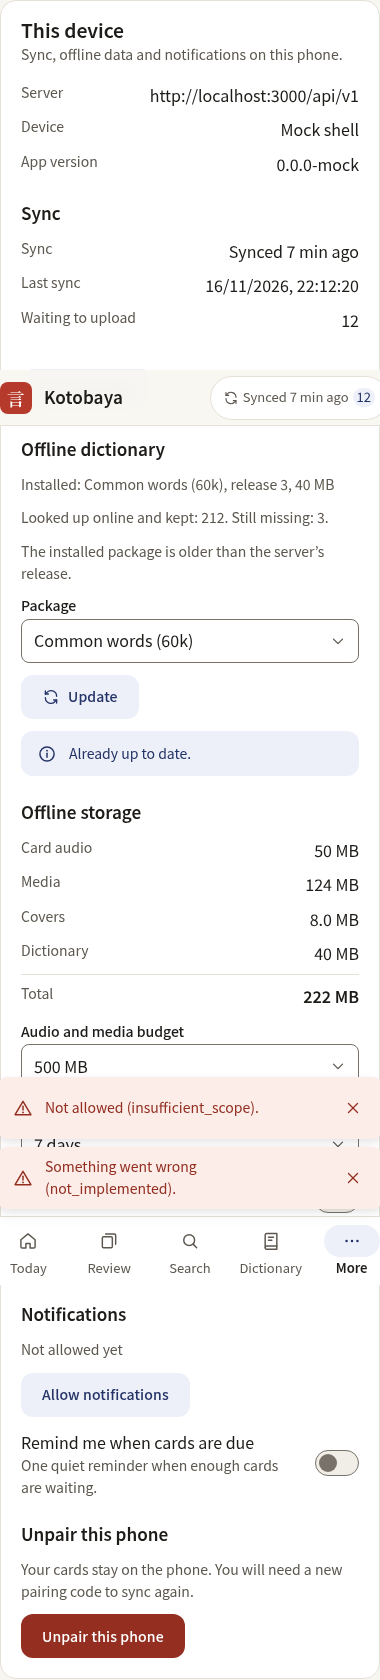 This device
Sync, offline data and notifications on this phone.
Server http://localhost:3000/api/v1
Device Mock shell
App version 0.0.0-mock
Sync
Sync Synced 7 min ago
Last sync 16/11/2026, 22:12:20
Waiting to upload 12
言 Kotobaya Synced 7 min ago 12
Offline dictionary
Installed: Common words (60k), release 3, 40 MB
Looked up online and kept: 212. Still missing: 3.
The installed package is older than the server's
release.
Package
Common words (60k)
Update
Already up to date.
Offline storage
Card audio 50 MB
Media 124 MB
Covers 8.0 MB
Dictionary 40 MB
Total 222 MB
Audio and media budget
500 MB
Not allowed (insufficient_scope).
7 days
Something went wrong
(not_implemented).
Today Review Search Dictionary More
Notifications
Not allowed yet
Allow notifications
Remind me when cards are due
One quiet reminder when enough cards
are waiting.
Unpair this phone
Your cards stay on the phone. You will need a new
pairing code to sync again.
Unpair this phone